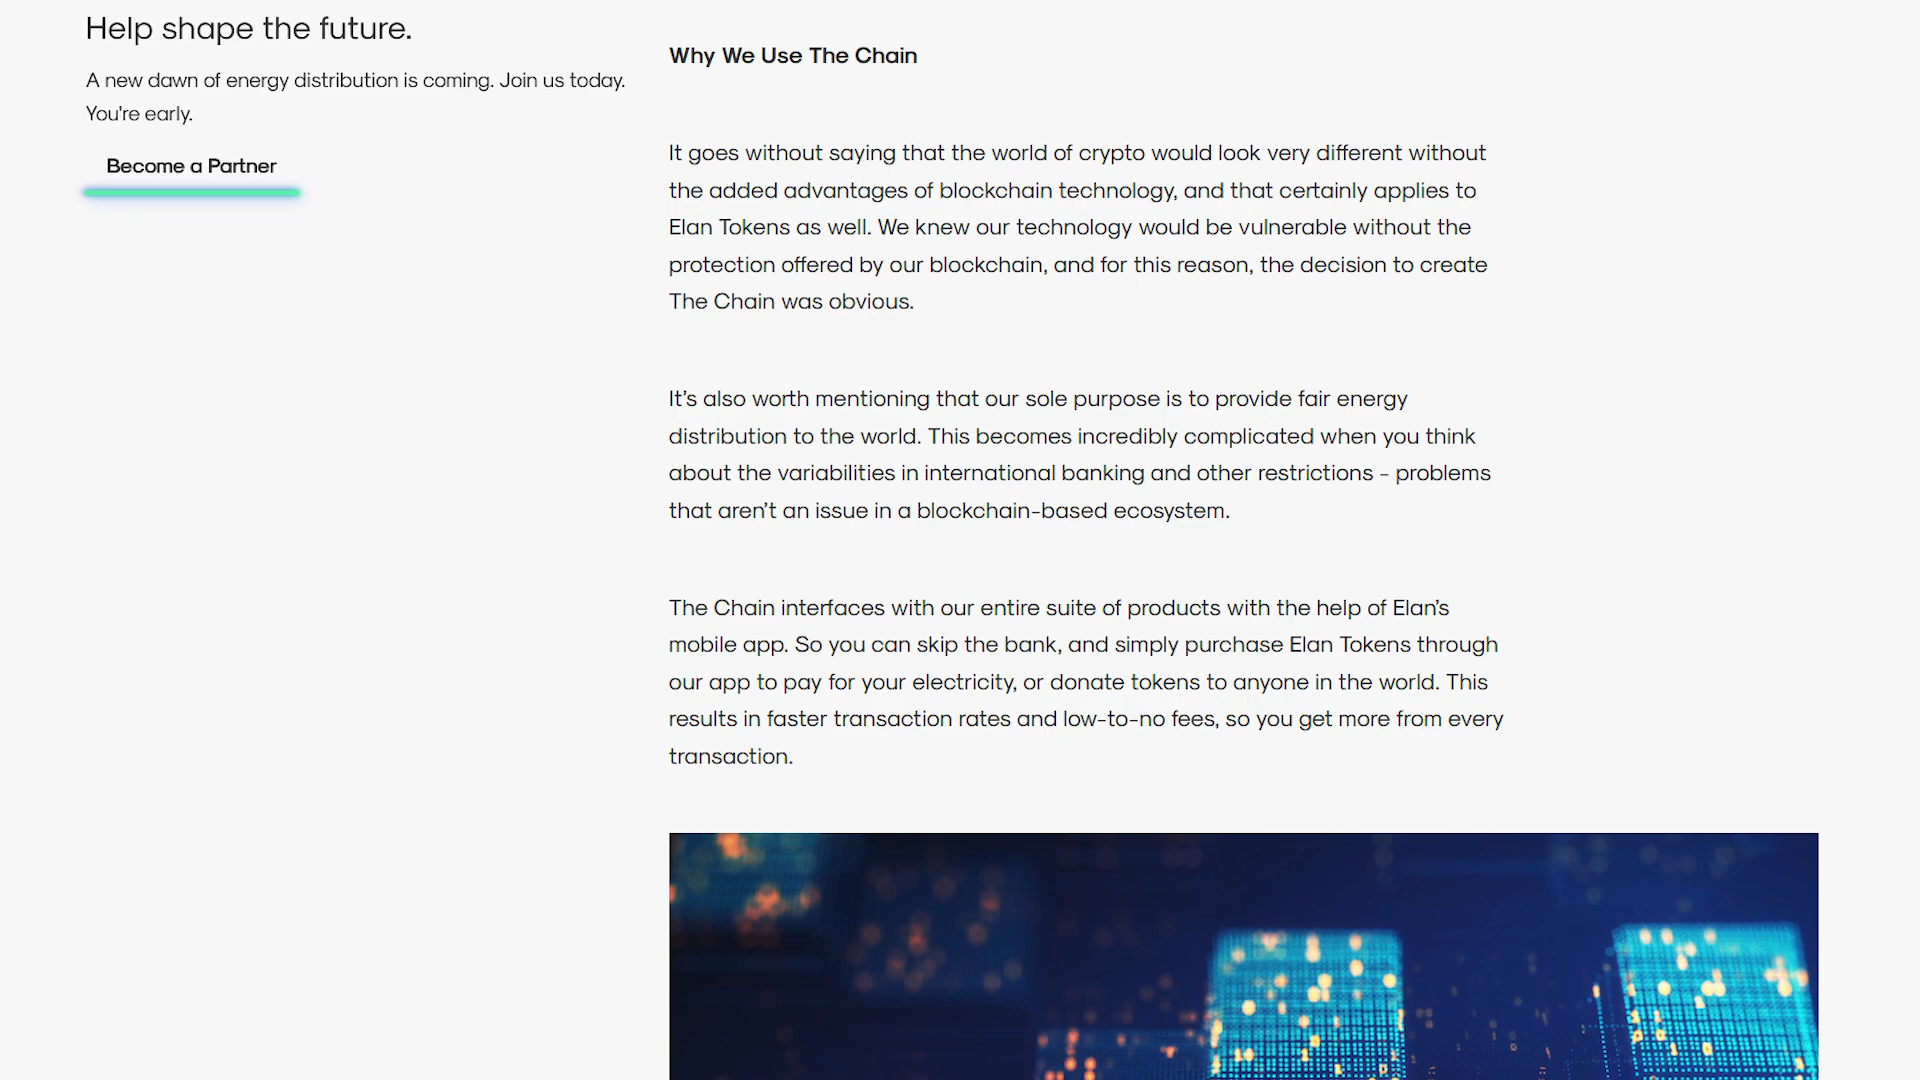 Help shape the future.
A new dawn of energy distribution is coming. Join us today.
You're early.
Become a Partner
Why We Use The Chain
It goes without saying that the world of crypto would look very different without
the added advantages of blockchain technology, and that certainly applies to
Elan Tokens as well. We knew our technology would be vulnerable without the
protection offered by our blockchain, and for this reason, the decision to create
The Chain was obvious.
It’s also worth mentioning that our sole purpose is to provide fair energy
distribution to the world. This becomes incredibly complicated when you think
about the variabilities in international banking and other restrictions - problems
that aren’t an issue in a blockchain-based ecosystem.
The Chain interfaces with our entire suite of products with the help of Elan’s
mobile app. So you can skip the bank, and simply purchase Elan Tokens through
our app to pay for your electricity, or donate tokens to anyone in the world. This
results in faster transaction rates and low-to-no fees, so you get more from every
transaction.